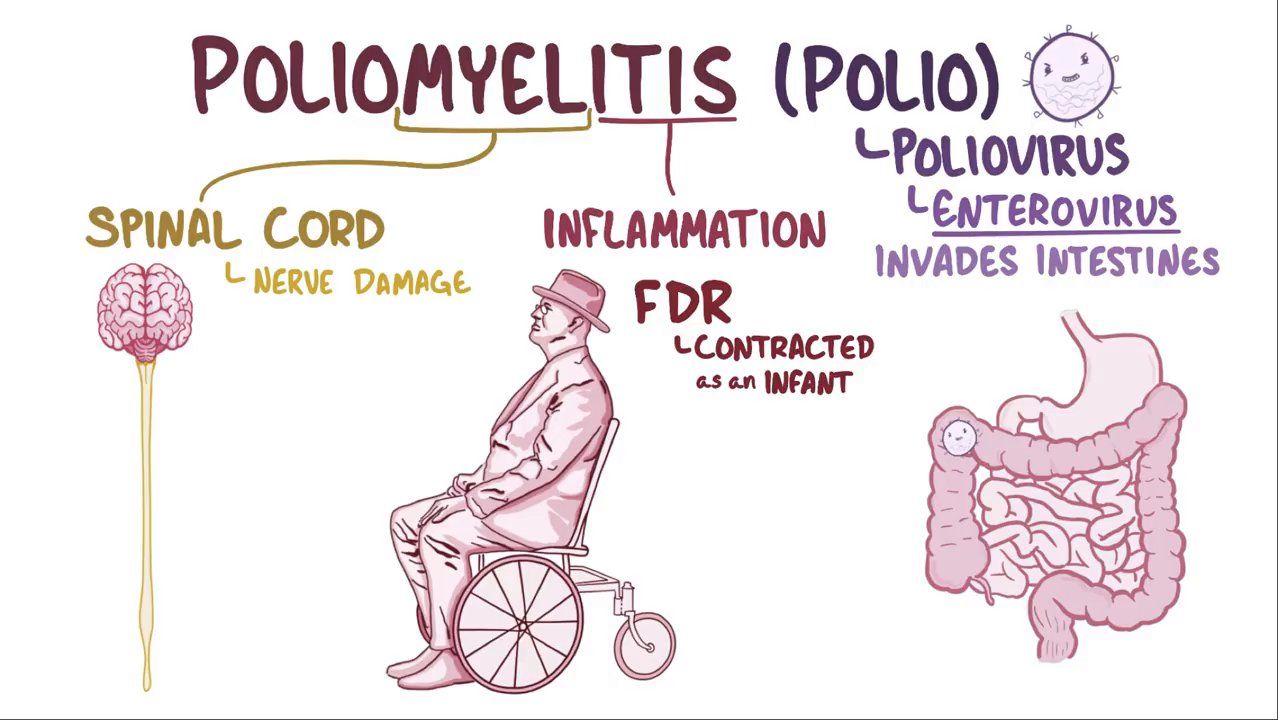 POLIOMYELITIS (POLIO)
POLIOVIRUS
ENTEROVIRUS
INVADES INTESTINES
SPINAL CORD
NERVE DAMAGE
INFLAMMATION
FDR
CONTRACTED
as an INFANT